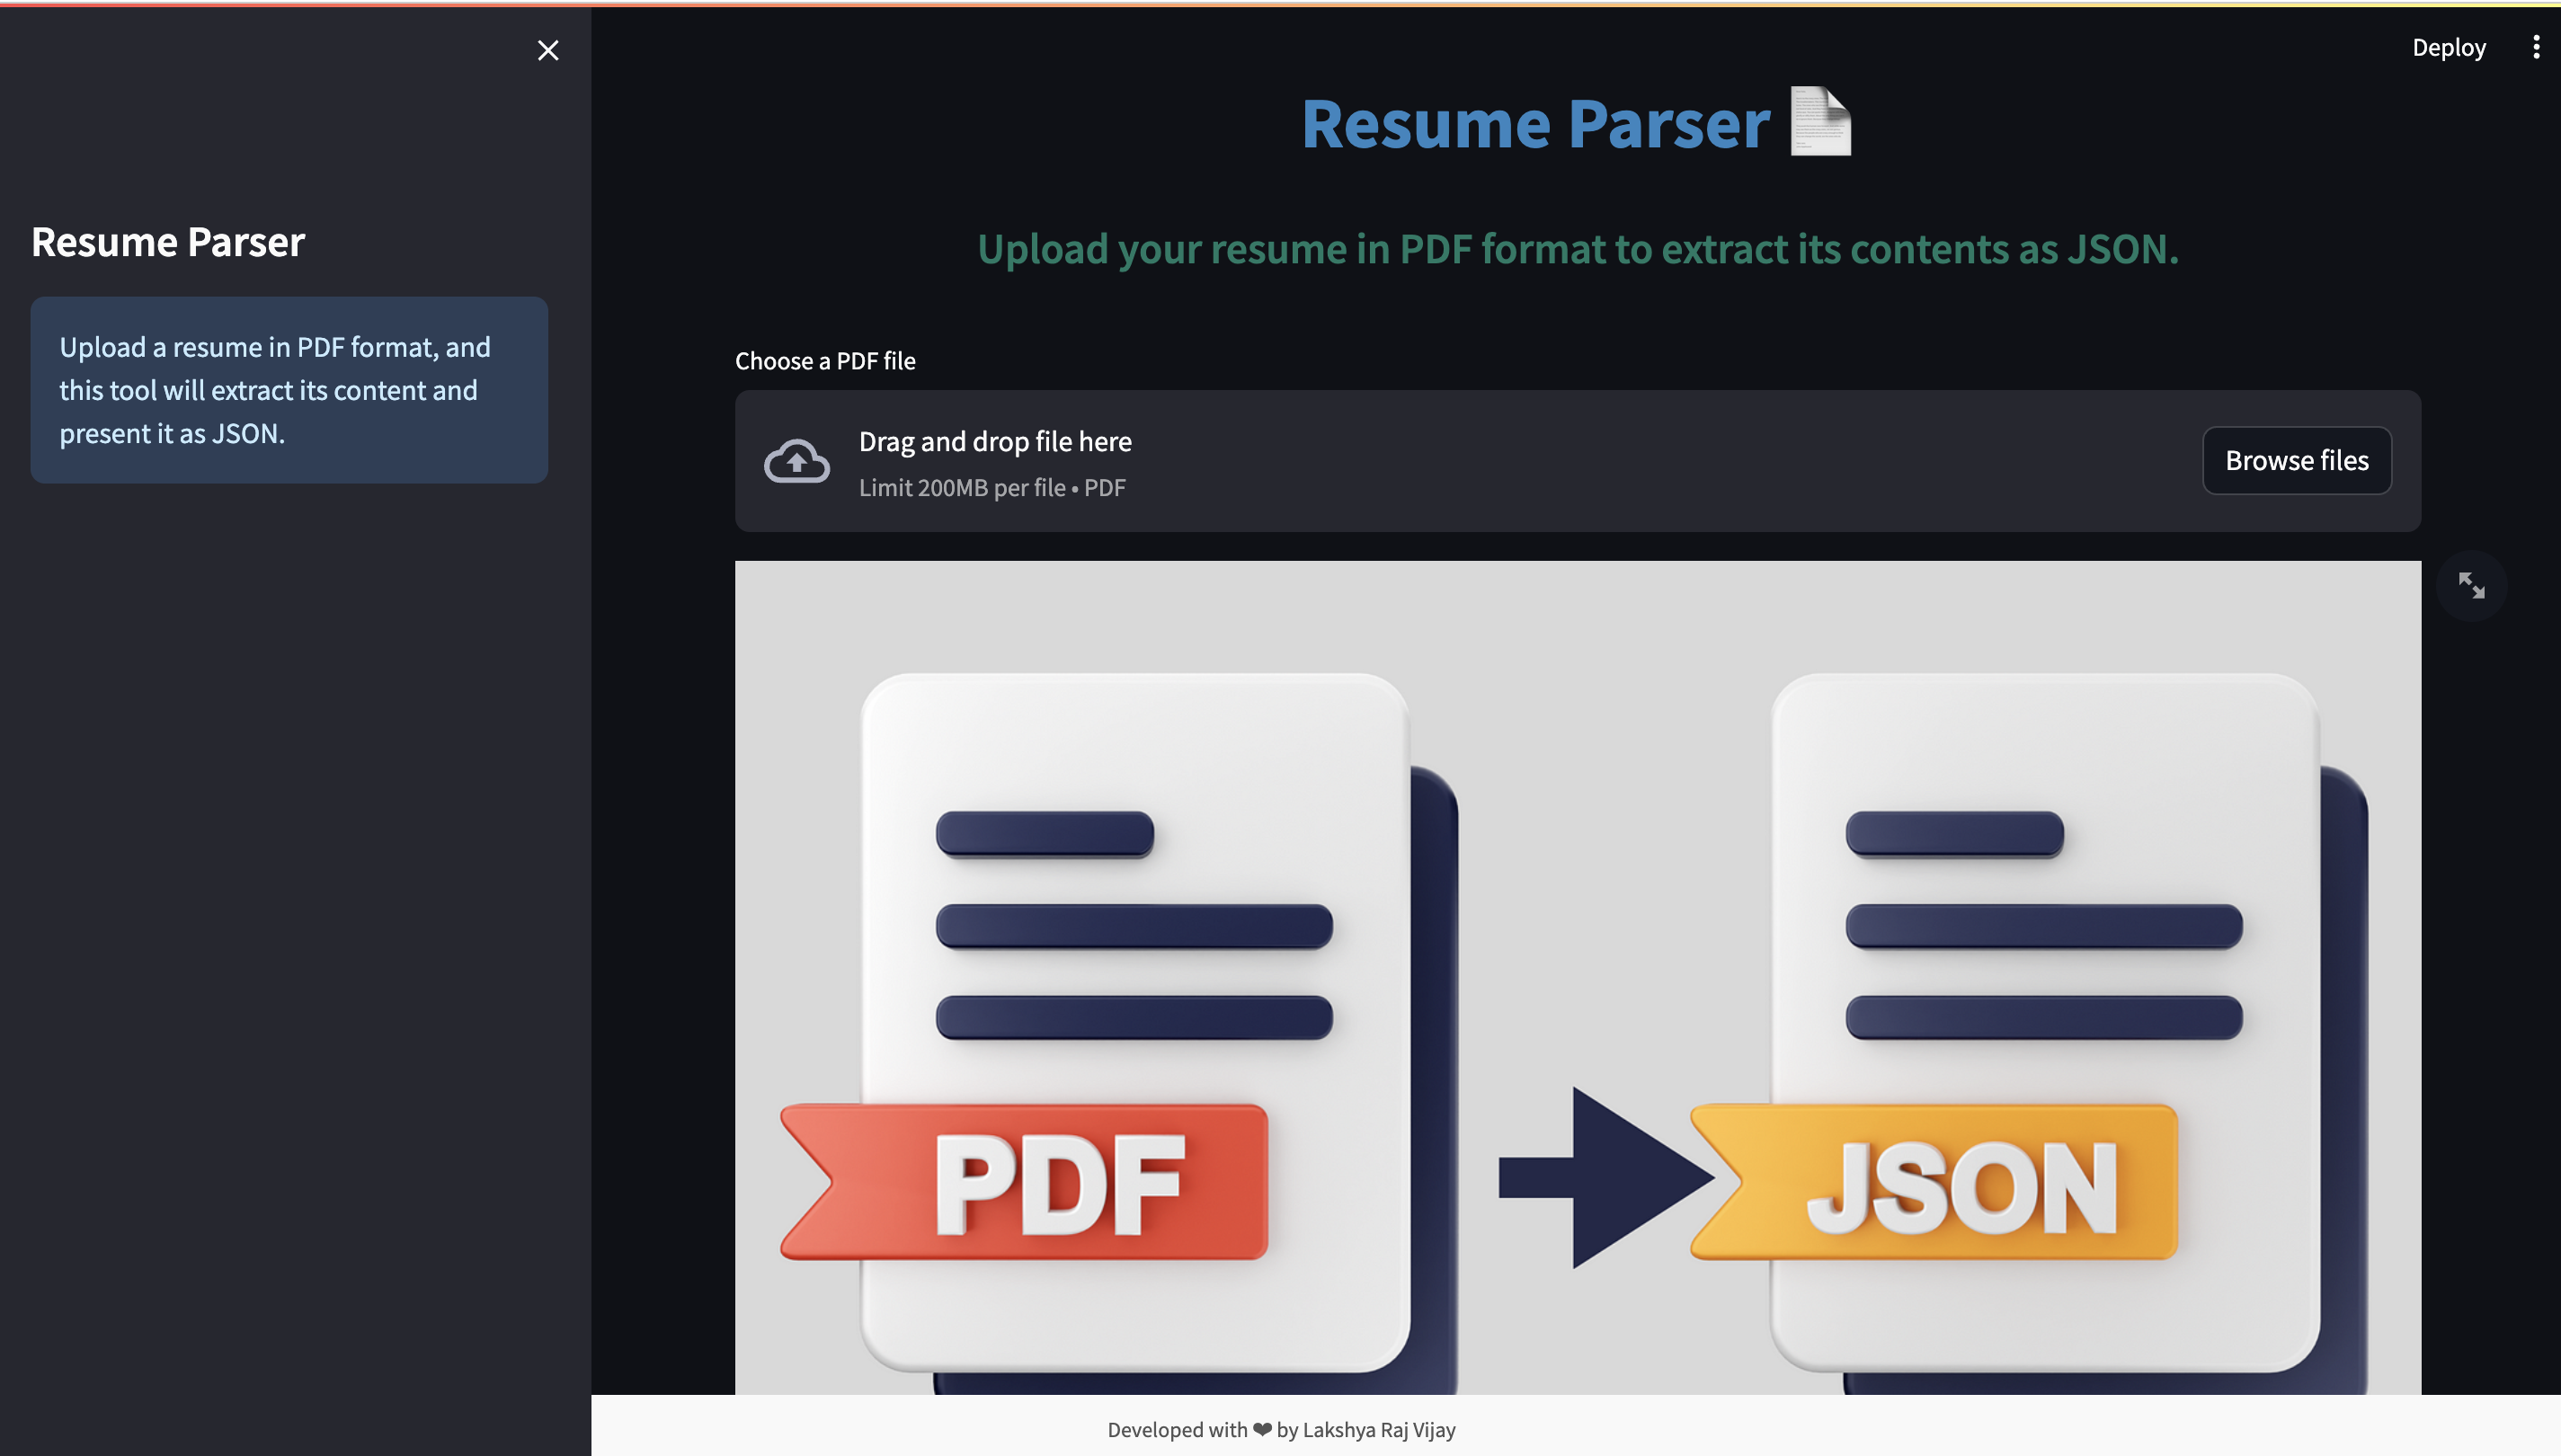 Deploy
Resume Parser
Upload a resume in PDF format, and
this tool will extract its content and
present it as JSON.
Resume Parser
Upload your resume in PDF format to extract its contents as JSON.
Choose a PDF file
Drag and drop file here
Limit 200MB per file • PDF
Browse files
PDF
JSON
Developed with ❤ by Lakshya Raj Vijay